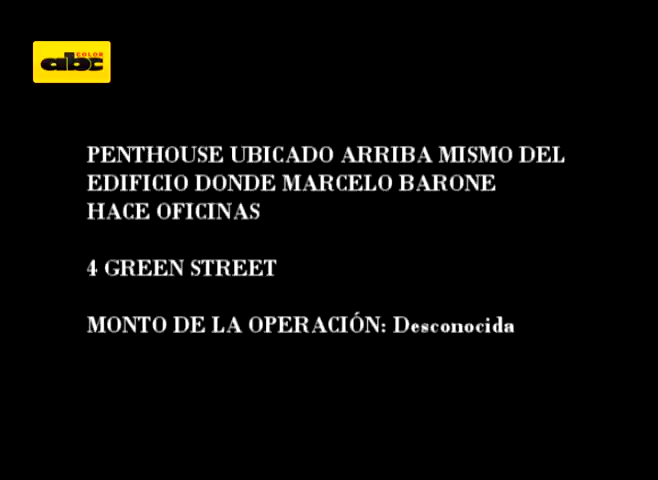 COLOR
abc
PENTHOUSE UBICADO ARRIBA MISMO DEL
EDIFICIO DONDE MARCELO BARONE
HACE OFICINAS
4 GREEN STREET
MONTO DE LA OPERACIÓN: Desconocida